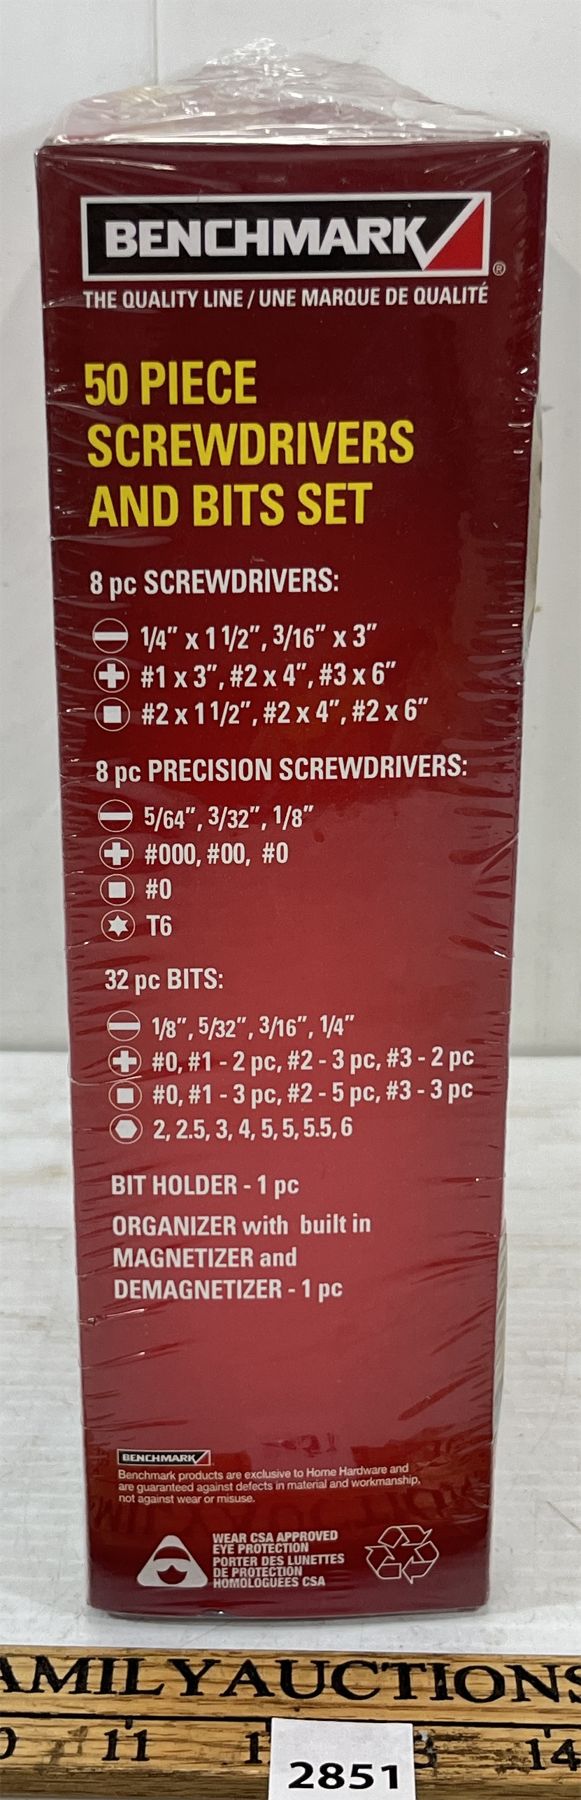 BENCHMARK
®
THE QUALITY LINE / UNE MARQUE DE QUALITÉ
50 PIECE
SCREWDRIVERS
AND BITS SET
8 pc SCREWDRIVERS:
1/4" x 1 1/2", 3/16" x 3"
#1 x 3", #2 x 4", #3 x 6"
#2 x 1 1/2", #2 x 4", #2 x 6"
8 pc PRECISION SCREWDRIVERS:
5/64", 3/32", 1/8"
#000, #00, #0
#0
T6
32 pc BITS:
1/8", 5/32", 3/16", 1/4"
#0, #1 - 2 pc, #2 - 3 pc, #3 - 2 pc
#0, #1 - 3 pc, #2 - 5 pc, #3 - 3 pc
2, 2.5, 3, 4, 5, 5, 5.5, 6
BIT HOLDER - 1 pc
ORGANIZER with built in
MAGNETIZER and
DEMAGNETIZER - 1 pc
BENCHMARK
Benchmark products are exclusive to Home Hardware and
are guaranteed against defects in material and workmanship,
not against wear or misuse.
WEAR CSA APPROVED
EYE PROTECTION
PORTER DES LUNETTES
DE PROTECTION
HOMOLOGUÉES CSA
AMILY AUCTIONS
11 14
2851